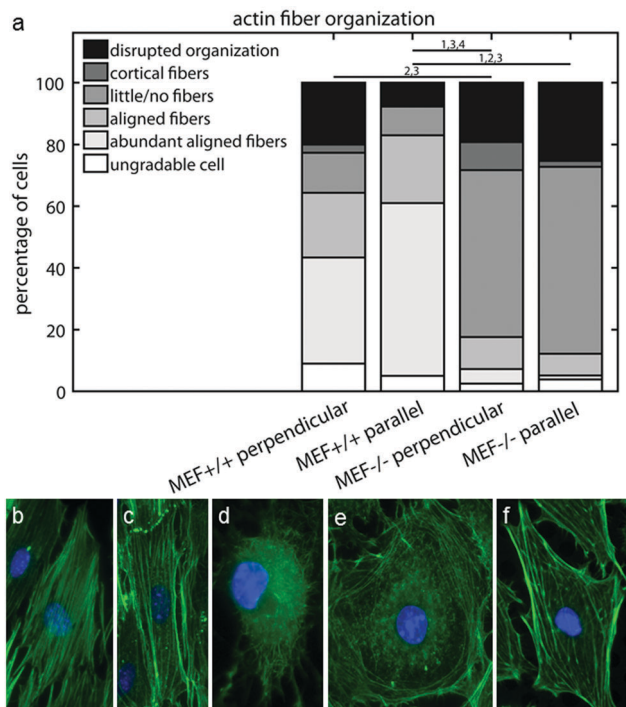 a
actin fiber organization
disrupted organization
cortical fibers
little/no fibers
aligned fibers
abundant aligned fibers
ungradable cell
1,3,4
1,2,3
2,3
percentage of cells
100
80
60
40
20
0
MEF+/+ perpendicular
MEF+/+ parallel
MEF-/- perpendicular
MEF-/- parallel
b
c
d
e
f